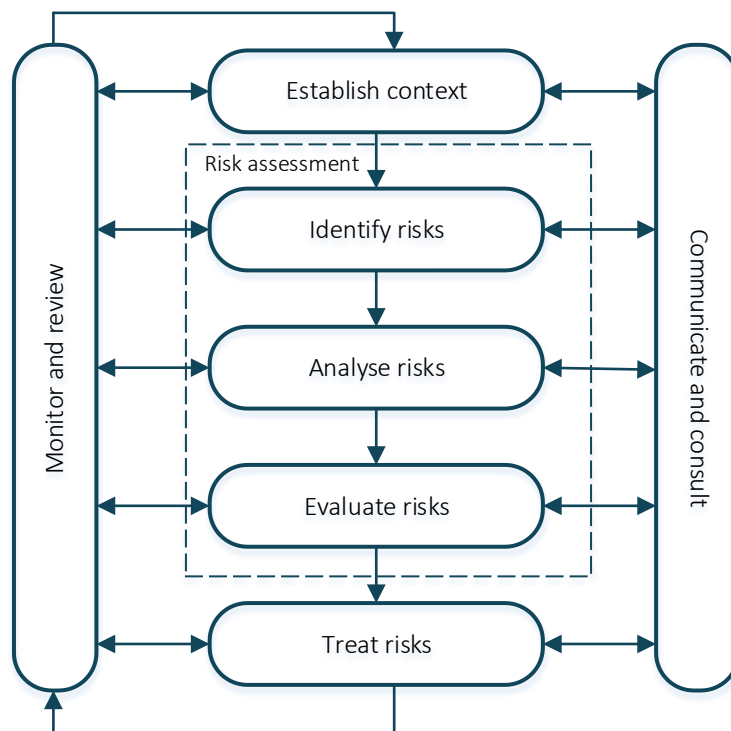 Establish context
Risk assessment
Identify risks
Analyse risks
Evaluate risks
Treat risks
Monitor and review
Communicate and consult